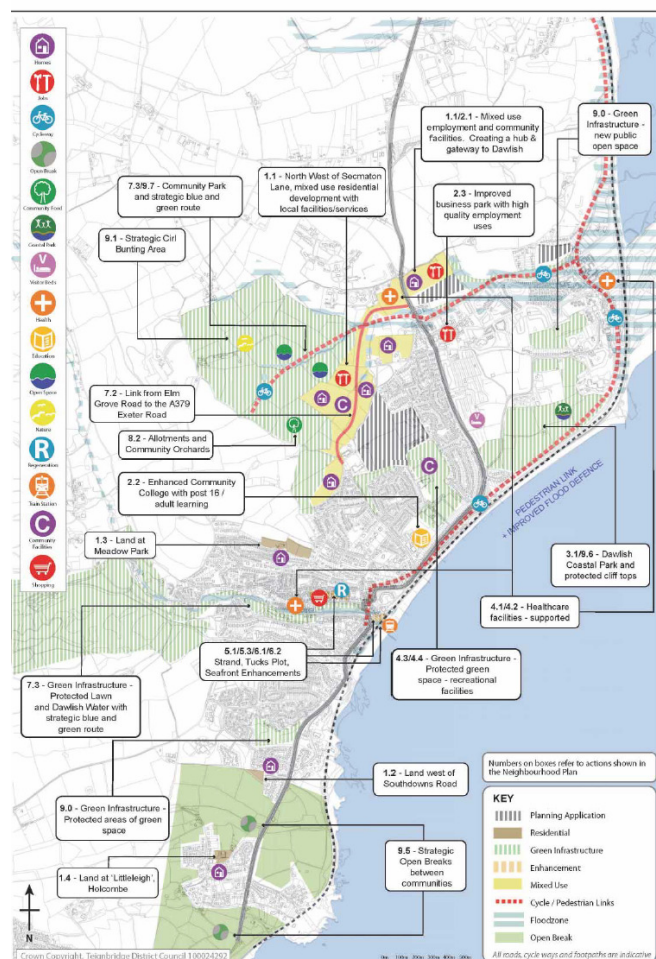 Homes
Jobs
Cycleway
Open Break
Community Food
Coastal Park
V
Visitor Beds
Health
Education
Open Space
Nature
R
Regeneration
Train Station
C
Community
Facilities
Shopping
1.1/2.1 - Mixed use
employment and community
facilities. Creating a hub &
gateway to Dawlish
9.0 - Green
Infrastructure -
new public
open space
7.3/9.7 - Community Park
and strategic blue and
green route
1.1 - North West of Secmaton
Lane, mixed use residential
development with
local facilities/services
2.3 - Improved
business park with high
quality employment
uses
9.1 - Strategic Cirl
Bunting Area
7.2 - Link from Elm
Grove Road to the A379
Exeter Road
8.2 - Allotments and
Community Orchards
2.2 - Enhanced Community
College with post 16 /
adult learning
1.3 - Land at
Meadow Park
C
V
C
R
PEDESTRIAN LINK
+ IMPROVED FLOOD DEFENCE
3.1/9.6 - Dawlish
Coastal Park and
protected cliff tops
4.1/4.2 - Healthcare
facilities - supported
5.1/5.3/6.1/6.2
Strand, Tucks Plot,
Seafront Enhancements
4.3/4.4 - Green Infrastructure -
Protected green
space - recreational
facilities
7.3 - Green Infrastructure -
Protected Lawn
and Dawlish Water with
strategic blue and
green route
1.2 - Land west of
Southdowns Road
9.0 - Green
Infrastructure -
Protected areas of green
space
9.5 - Strategic
Open Breaks
between
communities
1.4 - Land at 'Littleleigh',
Holcombe
Numbers on boxes refer to actions shown in
the Neighbourhood Plan
KEY
Planning Application
Residential
Green Infrastructure
Enhancement
Mixed Use
Cycle / Pedestrian Links
Floodzone
Open Break
All roads, cycle ways and footpaths are indicative
N
Crown Copyright, Teignbridge District Council 100024292
0m 100m 200m 300m 400m 500m